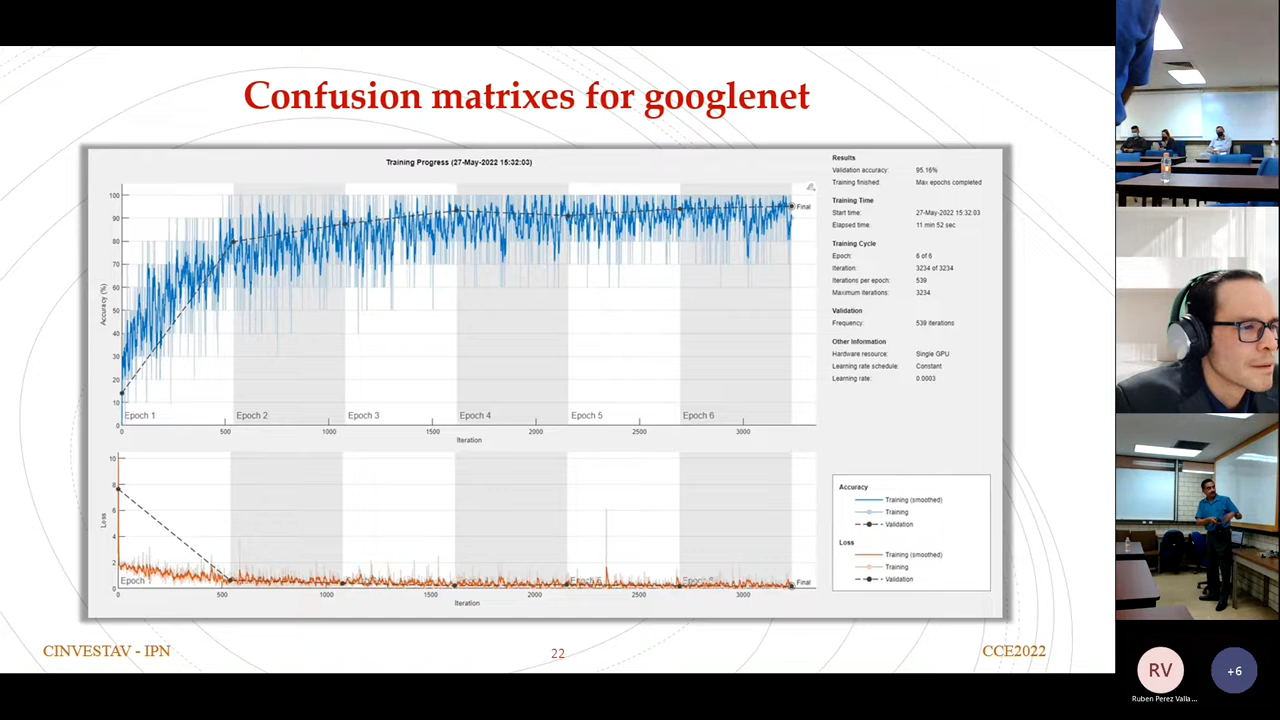 Confusion matrixes for googlenet
Training Progress (27-May-2022 15:32:03)
100
90
80
70
60
50
40
30
20
10
0
Accuracy (%)
Final
Epoch 1
Epoch 2
Epoch 3
Epoch 4
Epoch 5
Epoch 6
0
500
1000
1500
2000
2500
3000
Iteration
10
8
6
4
2
0
Loss
Epoch
Final
0
500
1000
1500
2000
2500
3000
Iteration
Results
Validation accuracy: 95.16%
Training finished: Max epochs completed
Training Time
Start time: 27-May-2022 15:32:03
Elapsed time: 11 min 52 sec
Training Cycle
Epoch: 6 of 6
Iteration: 3234 of 3234
Iterations per epoch: 539
Maximum iterations: 3234
Validation
Frequency: 539 iterations
Other Information
Hardware resource: Single GPU
Learning rate schedule: Constant
Learning rate: 0.0003
Accuracy
Training (smoothed)
Training
Validation
Loss
Training (smoothed)
Training
Validation
CINVESTAV - IPN
22
CCE2022
RV
Ruben Perez Valla...
+6